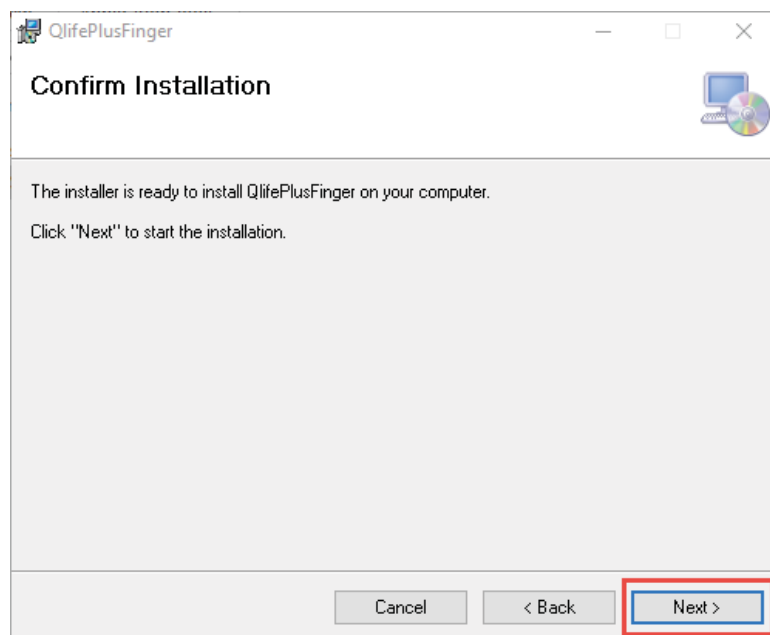 QlifePlusFinger
Confirm Installation
The installer is ready to install QlifePlusFinger on your computer.
Click "Next" to start the installation.
Cancel
< Back
Next >